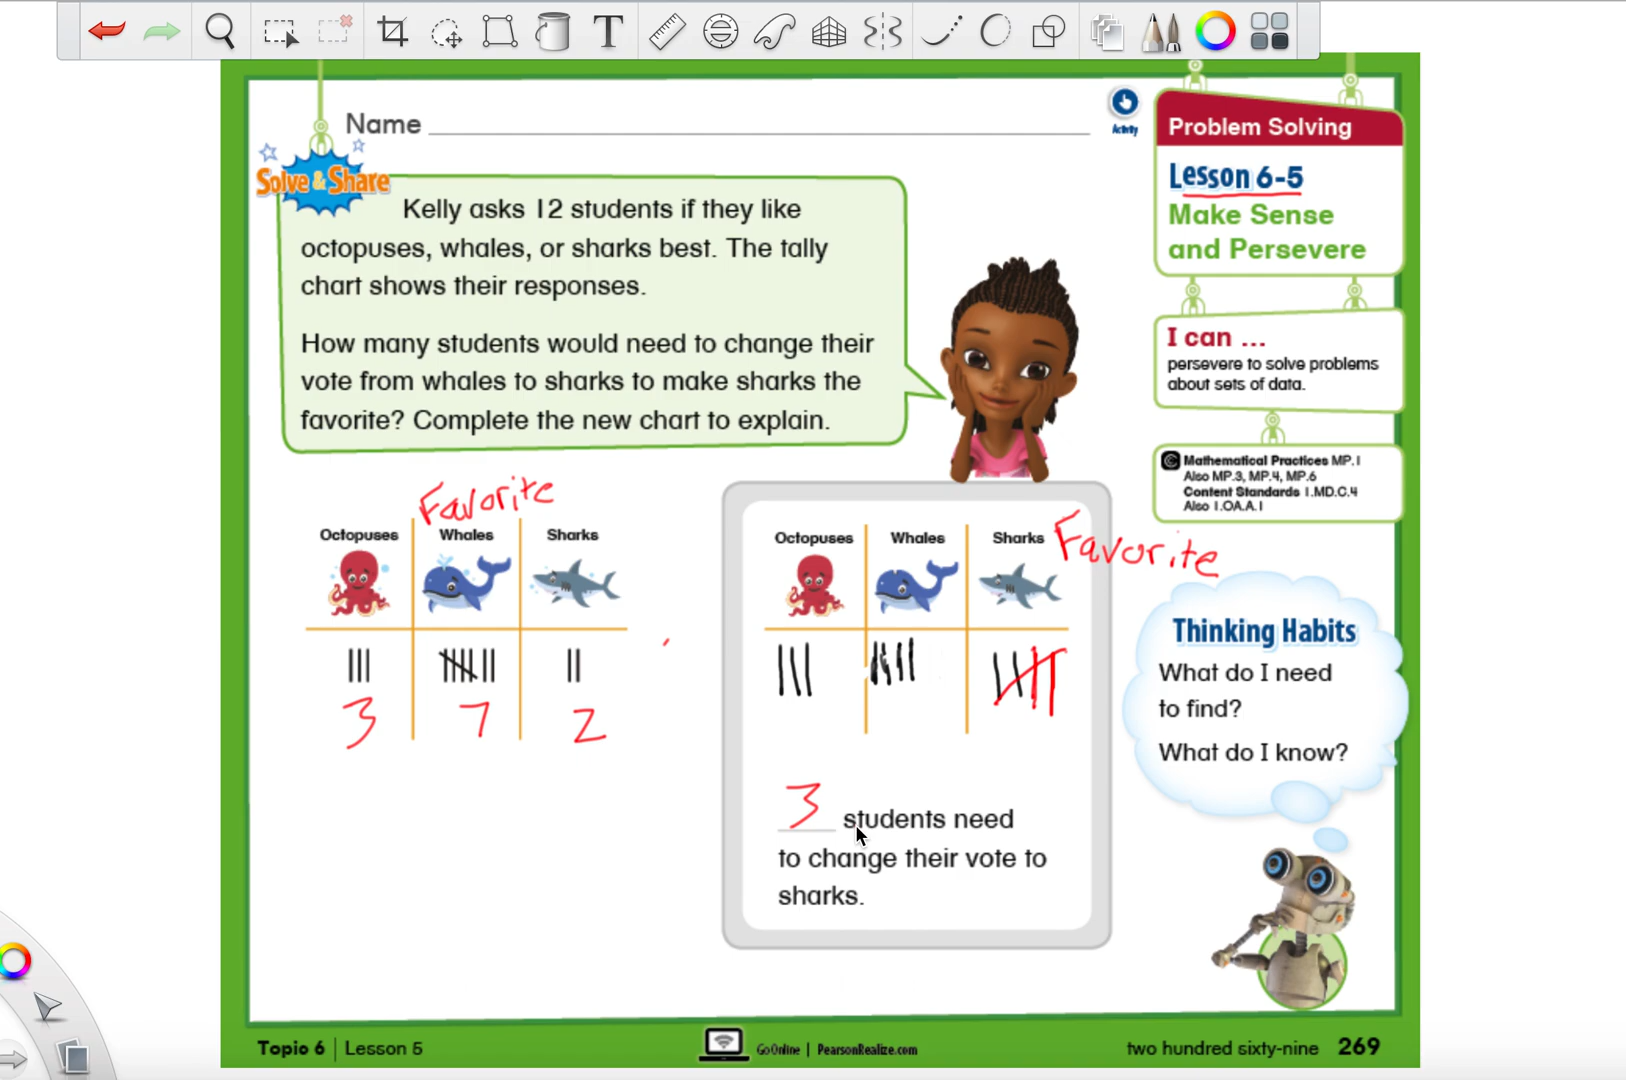 Name
Activity
Problem Solving
Lesson 6-5
Make Sense
and Persevere
Solve & Share
Kelly asks 12 students if they like
octopuses, whales, or sharks best. The tally
chart shows their responses.
How many students would need to change their
vote from whales to sharks to make sharks the
favorite? Complete the new chart to explain.
I can ...
persevere to solve problems
about sets of data.
Mathematical Practices MP.1
Also MP.3, MP.4, MP.6
Content Standards 1.MD.C.4
Also 1.OA.A.1
Favorite
Octopuses Whales Sharks
3 7 2
Octopuses Whales Sharks Favorite
3 students need
to change their vote to
sharks.
Thinking Habits
What do I need
to find?
What do I know?
Topic 6 | Lesson 5
Go Online | PearsonRealize.com
two hundred sixty-nine 269